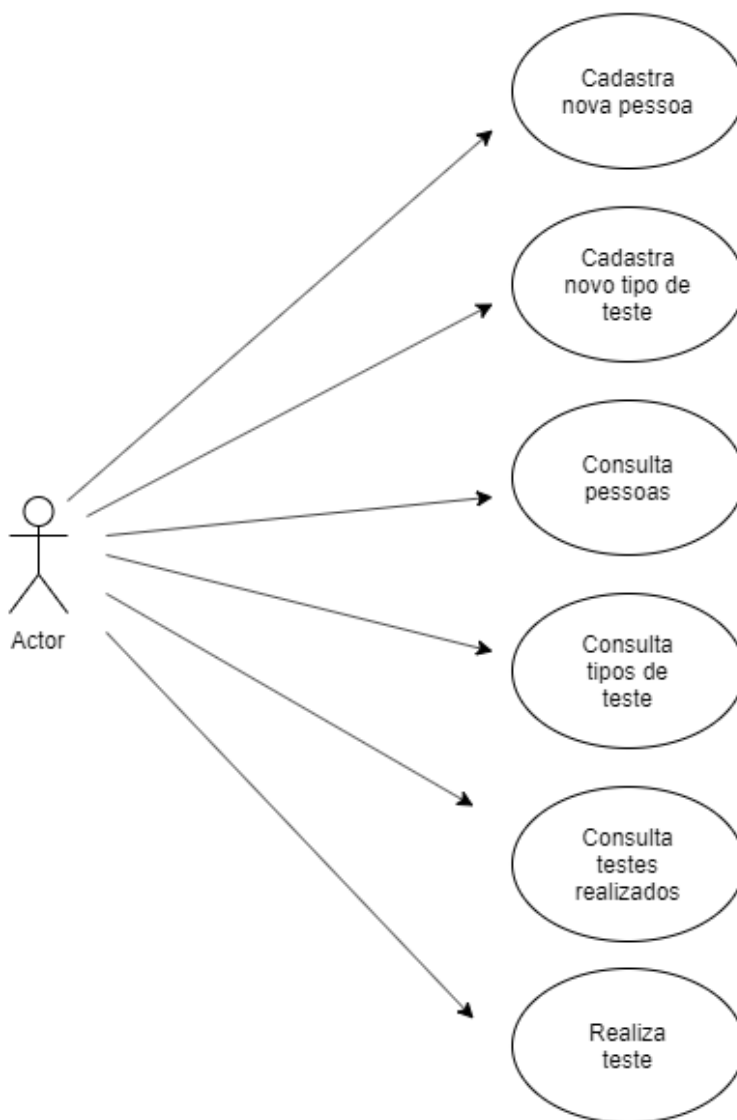 Cadastra
nova pessoa
Cadastra
novo tipo de
teste
Consulta
pessoas
Actor
Consulta
tipos de
teste
Consulta
testes
realizados
Realiza
teste